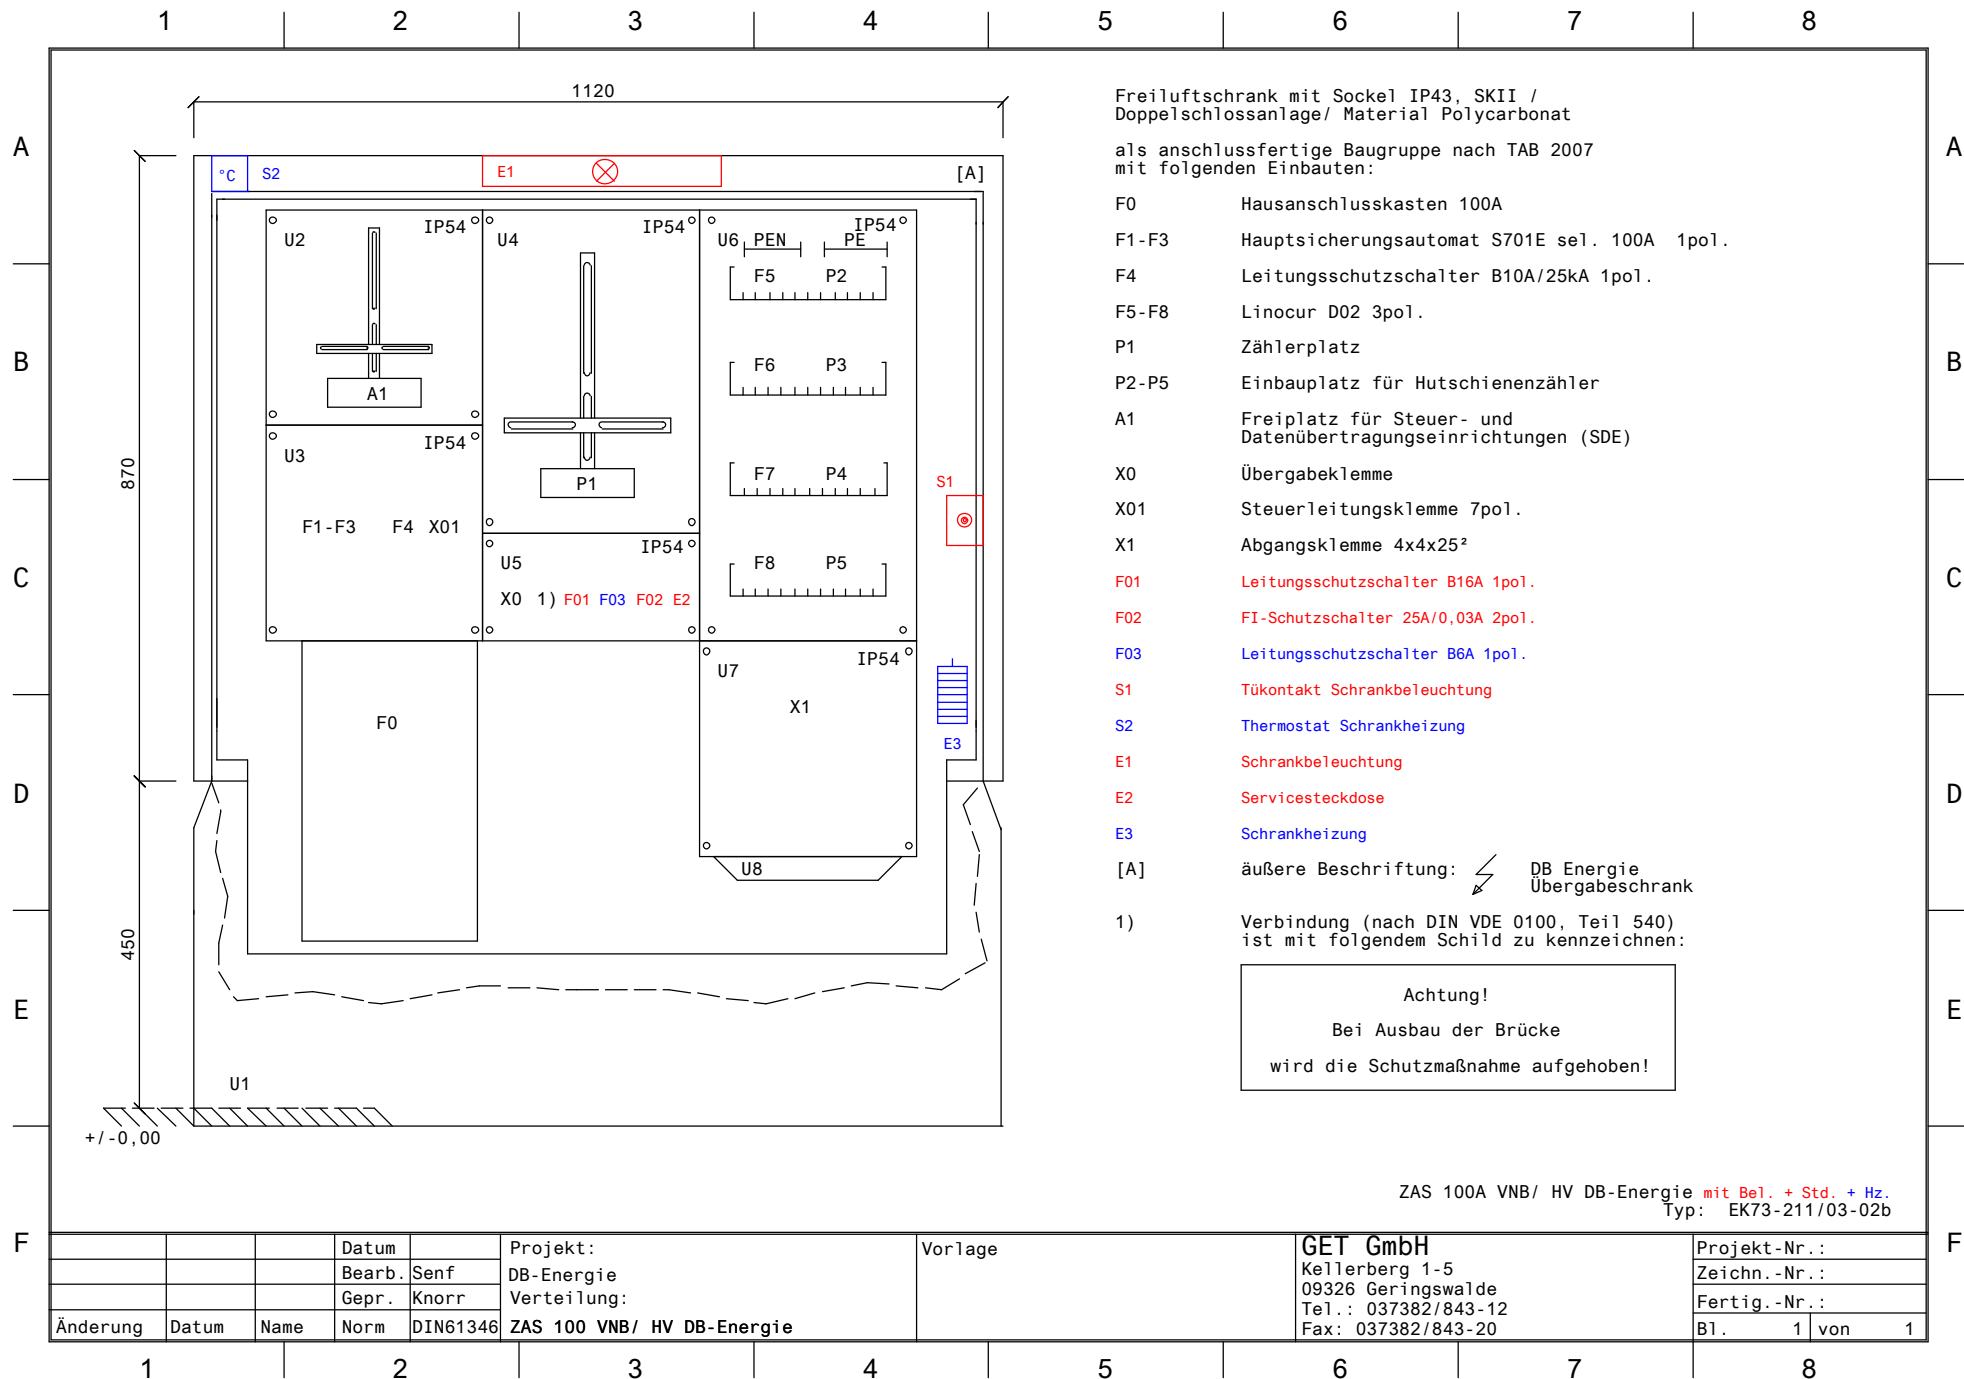 1 2 3 4 5 6 7 8
A A
B B
C C
D D
E E
F F
1120
870
450
°C S2
E1
[A]
U2 IP54
A1
U4 IP54
P1
U6 PEN PE IP54
F5 P2
F6 P3
F7 P4
F8 P5
U3 IP54
F1-F3 F4 X01
U5 IP54
X0 1) F01 F03 F02 E2
S1
F0
U7 IP54
X1
E3
U8
U1
+/-0,00
Freiluftschrank mit Sockel IP43, SKII /
Doppelschlossanlage/ Material Polycarbonat
als anschlussfertige Baugruppe nach TAB 2007
mit folgenden Einbauten:
F0 Hausanschlusskasten 100A
F1-F3 Hauptsicherungsautomat S701E sel. 100A 1pol.
F4 Leitungsschutzschalter B10A/25kA 1pol.
F5-F8 Linocur D02 3pol.
P1 Zählerplatz
P2-P5 Einbauplatz für Hutschienenzähler
A1 Freiplatz für Steuer- und
Datenübertragungseinrichtungen (SDE)
X0 Übergabeklemme
X01 Steuerleitungsklemme 7pol.
X1 Abgangsklemme 4x4x25²
F01 Leitungsschutzschalter B16A 1pol.
F02 FI-Schutzschalter 25A/0,03A 2pol.
F03 Leitungsschutzschalter B6A 1pol.
S1 Tükontakt Schrankbeleuchtung
S2 Thermostat Schrankheizung
E1 Schrankbeleuchtung
E2 Servicesteckdose
E3 Schrankheizung
[A] äußere Beschriftung: DB Energie
Übergabeschrank
1) Verbindung (nach DIN VDE 0100, Teil 540)
ist mit folgendem Schild zu kennzeichnen:
Achtung!
Bei Ausbau der Brücke
wird die Schutzmaßnahme aufgehoben!
ZAS 100A VNB/ HV DB-Energie mit Bel. + Std. + Hz.
Typ: EK73-211/03-02b
Datum
Bearb. Senf
Gepr. Knorr
Änderung Datum Name Norm DIN61346
Projekt:
DB-Energie
Verteilung:
ZAS 100 VNB/ HV DB-Energie
Vorlage
GET GmbH
Kellerberg 1-5
09326 Geringswalde
Tel.: 037382/843-12
Fax: 037382/843-20
Projekt-Nr.:
Zeichn.-Nr.:
Fertig.-Nr.:
Bl. 1 von 1
1 2 3 4 5 6 7 8